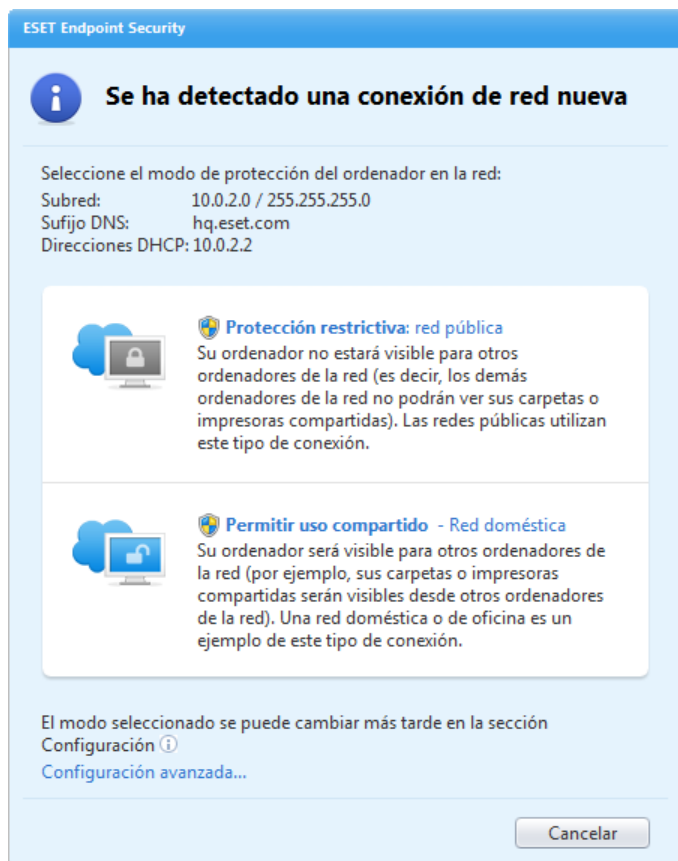 ESET Endpoint Security
Se ha detectado una conexión de red nueva
Seleccione el modo de protección del ordenador en la red:
Subred: 10.0.2.0 / 255.255.255.0
Sufijo DNS: hq.eset.com
Direcciones DHCP: 10.0.2.2
Protección restrictiva: red pública
Su ordenador no estará visible para otros
ordenadores de la red (es decir, los demás
ordenadores de la red no podrán ver sus carpetas o
impresoras compartidas). Las redes públicas utilizan
este tipo de conexión.
Permitir uso compartido - Red doméstica
Su ordenador será visible para otros ordenadores de
la red (por ejemplo, sus carpetas o impresoras
compartidas serán visibles desde otros ordenadores
de la red). Una red doméstica o de oficina es un
ejemplo de este tipo de conexión.
El modo seleccionado se puede cambiar más tarde en la sección
Configuración
Configuración avanzada...
Cancelar